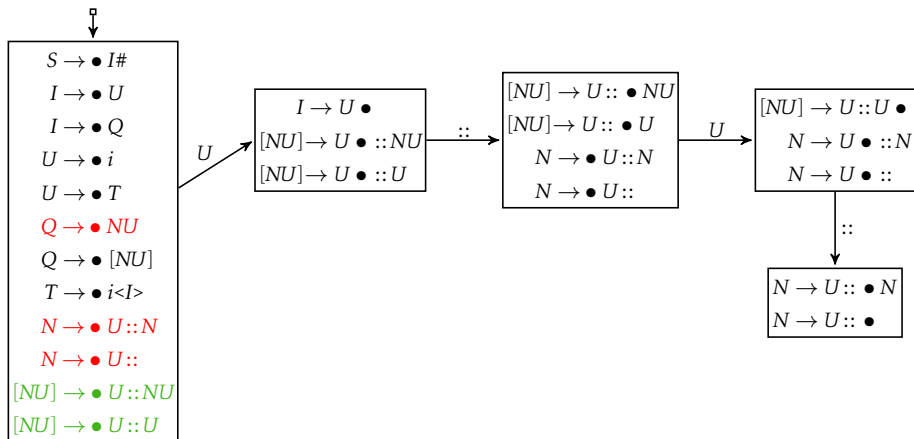 S → • I#
I → • U
I → • Q
U → • i
U → • T
Q → • NU
Q → • [NU]
T → • i<I>
N → • U::N
N → • U::
[NU] → • U::NU
[NU] → • U::U
U
I → U •
[NU] → U • ::NU
[NU] → U • ::U
::
[NU] → U:: • NU
[NU] → U:: • U
N → • U::N
N → • U::
U
[NU] → U::U •
N → U • ::N
N → U • ::
::
N → U:: • N
N → U:: •